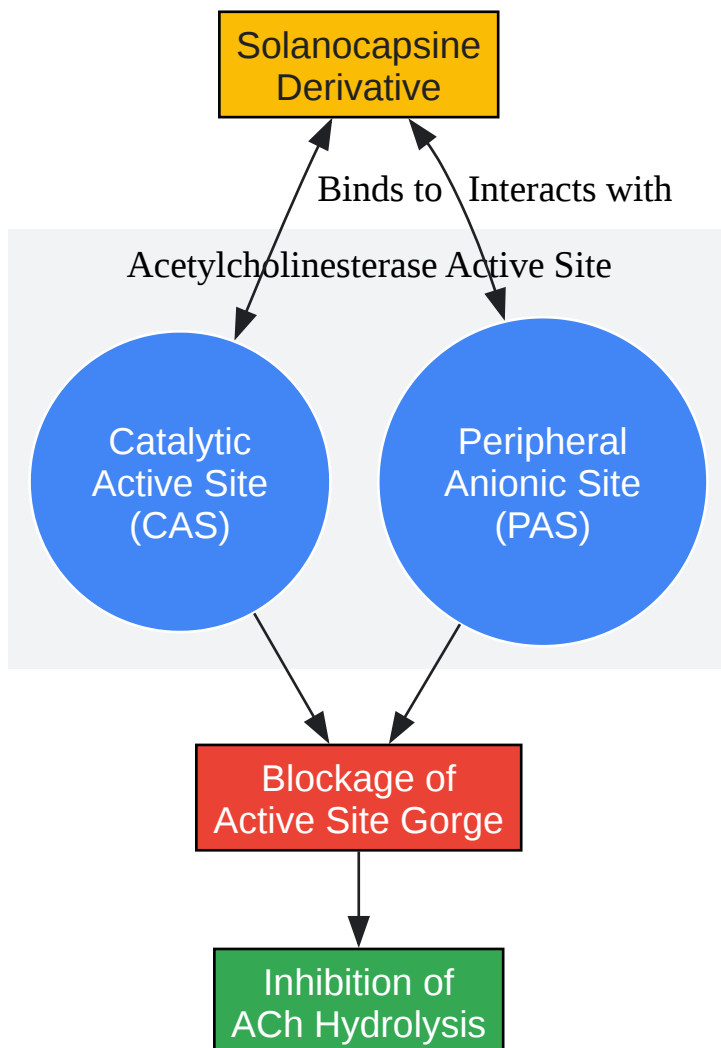 Solanocapsine
Derivative
Binds to
Interacts with
Acetylcholinesterase Active Site
Catalytic
Active Site
(CAS)
Peripheral
Anionic Site
(PAS)
Blockage of
Active Site Gorge
Inhibition of
ACh Hydrolysis